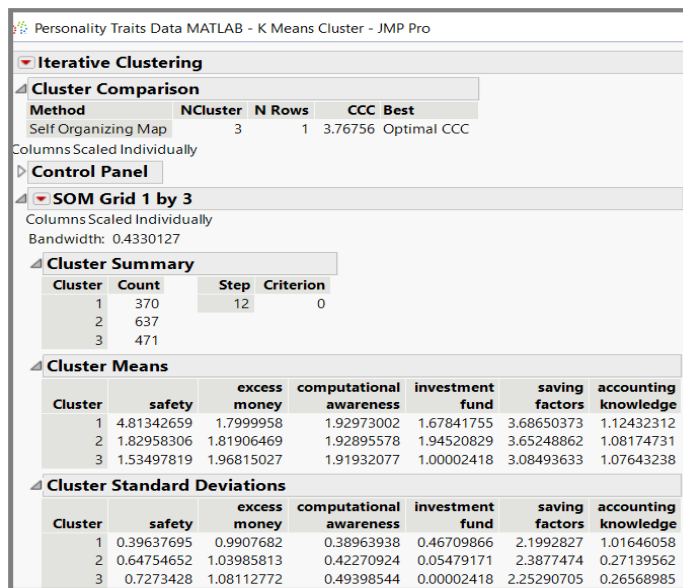 Personality Traits Data MATLAB - K Means Cluster - JMP Pro
Iterative Clustering
Cluster Comparison
Method NCluster N Rows CCC Best
Self Organizing Map 3 1 3.76756 Optimal CCC
Columns Scaled Individually
Control Panel
SOM Grid 1 by 3
Columns Scaled Individually
Bandwidth: 0.4330127
Cluster Summary
Cluster Count Step Criterion
1 370 12 0
2 637
3 471
Cluster Means
excess computational investment saving accounting
Cluster safety money awareness fund factors knowledge
1 4.81342659 1.7999958 1.92973002 1.67841755 3.68650373 1.12432312
2 1.82958306 1.81906469 1.92895578 1.94520829 3.65248862 1.08174731
3 1.53497819 1.96815027 1.91932077 1.00002418 3.08493633 1.07643238
Cluster Standard Deviations
excess computational investment saving accounting
Cluster safety money awareness fund factors knowledge
1 0.39637695 0.9907682 0.38963938 0.46709866 2.1992827 1.01646058
2 0.64754652 1.03985813 0.42270924 0.05479171 2.3877474 0.27139562
3 0.7273428 1.08112772 0.49398544 0.00002418 2.25290705 0.26568985